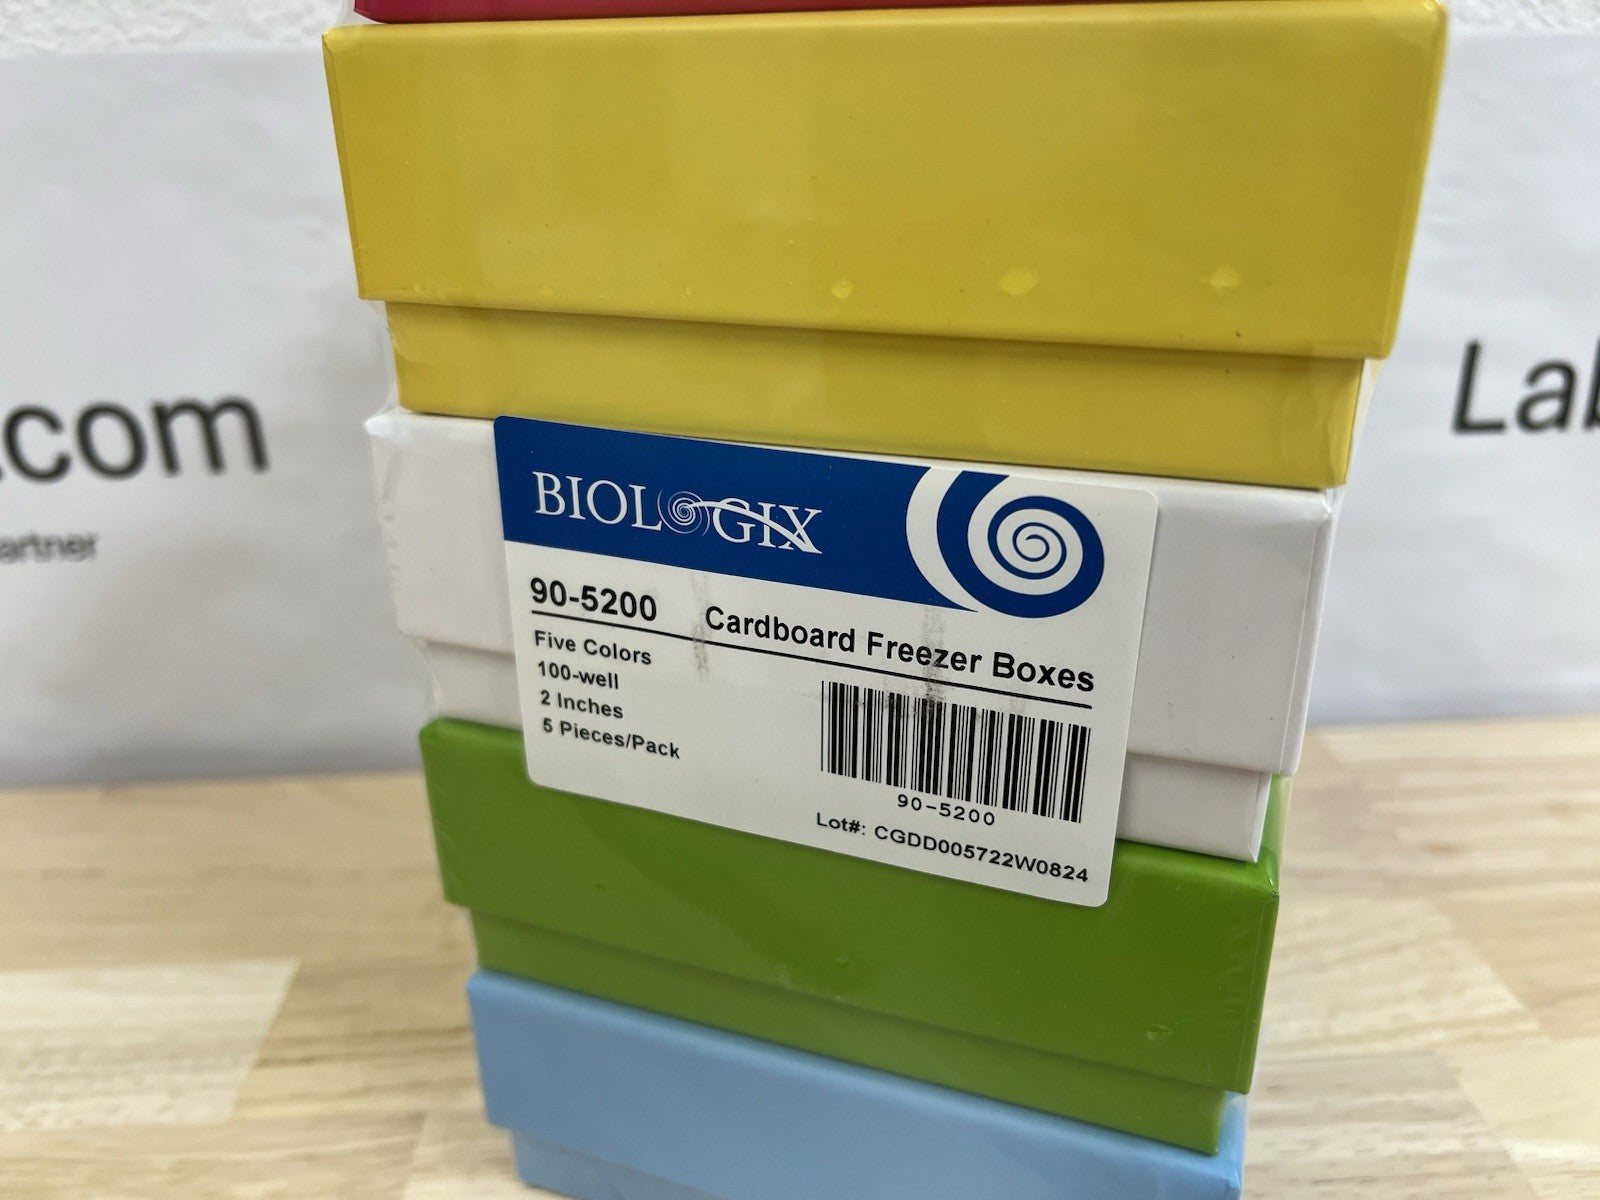 .com
artner
Lab
BIOLOGIX
90-5200 Cardboard Freezer Boxes
Five Colors
100-well
2 Inches
5 Pieces/Pack
90-5200
Lot#: CGDD005722W0824